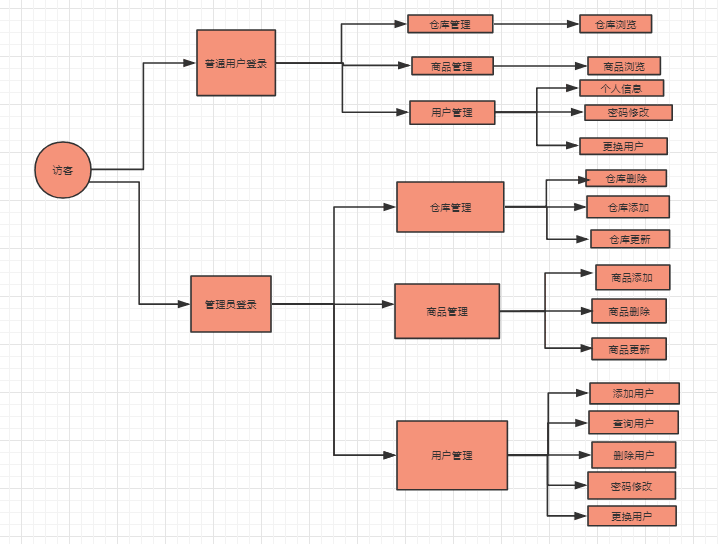 访客
普通用户登录
仓库管理
仓库浏览
商品管理
商品浏览
用户管理
个人信息
密码修改
更换用户
管理员登录
仓库管理
仓库删除
仓库添加
仓库更新
商品管理
商品添加
商品删除
商品更新
用户管理
添加用户
查询用户
删除用户
密码修改
更换用户